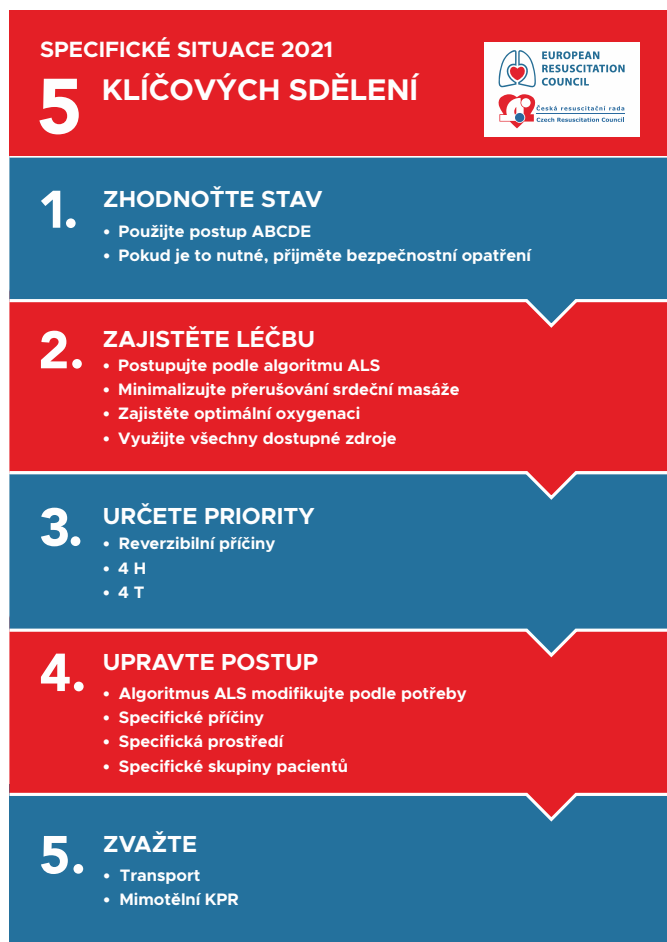 SPECIFICKÉ SITUACE 2021
5 KLÍČOVÝCH SDĚLENÍ
EUROPEAN
RESUSCITATION
COUNCIL
Česká resuscitační rada
Czech Resuscitation Council
1. ZHODNOŤTE STAV
• Použijte postup ABCDE
• Pokud je to nutné, přijměte bezpečnostní opatření
2. ZAJISTĚTE LÉČBU
• Postupujte podle algoritmu ALS
• Minimalizujte přerušování srdeční masáže
• Zajistěte optimální oxygenaci
• Využijte všechny dostupné zdroje
3. URČETE PRIORITY
• Reverzibilní příčiny
• 4 H
• 4 T
4. UPRAVTE POSTUP
• Algoritmus ALS modifikujte podle potřeby
• Specifické příčiny
• Specifická prostředí
• Specifické skupiny pacientů
5. ZVAŽTE
• Transport
• Mimotělní KPR